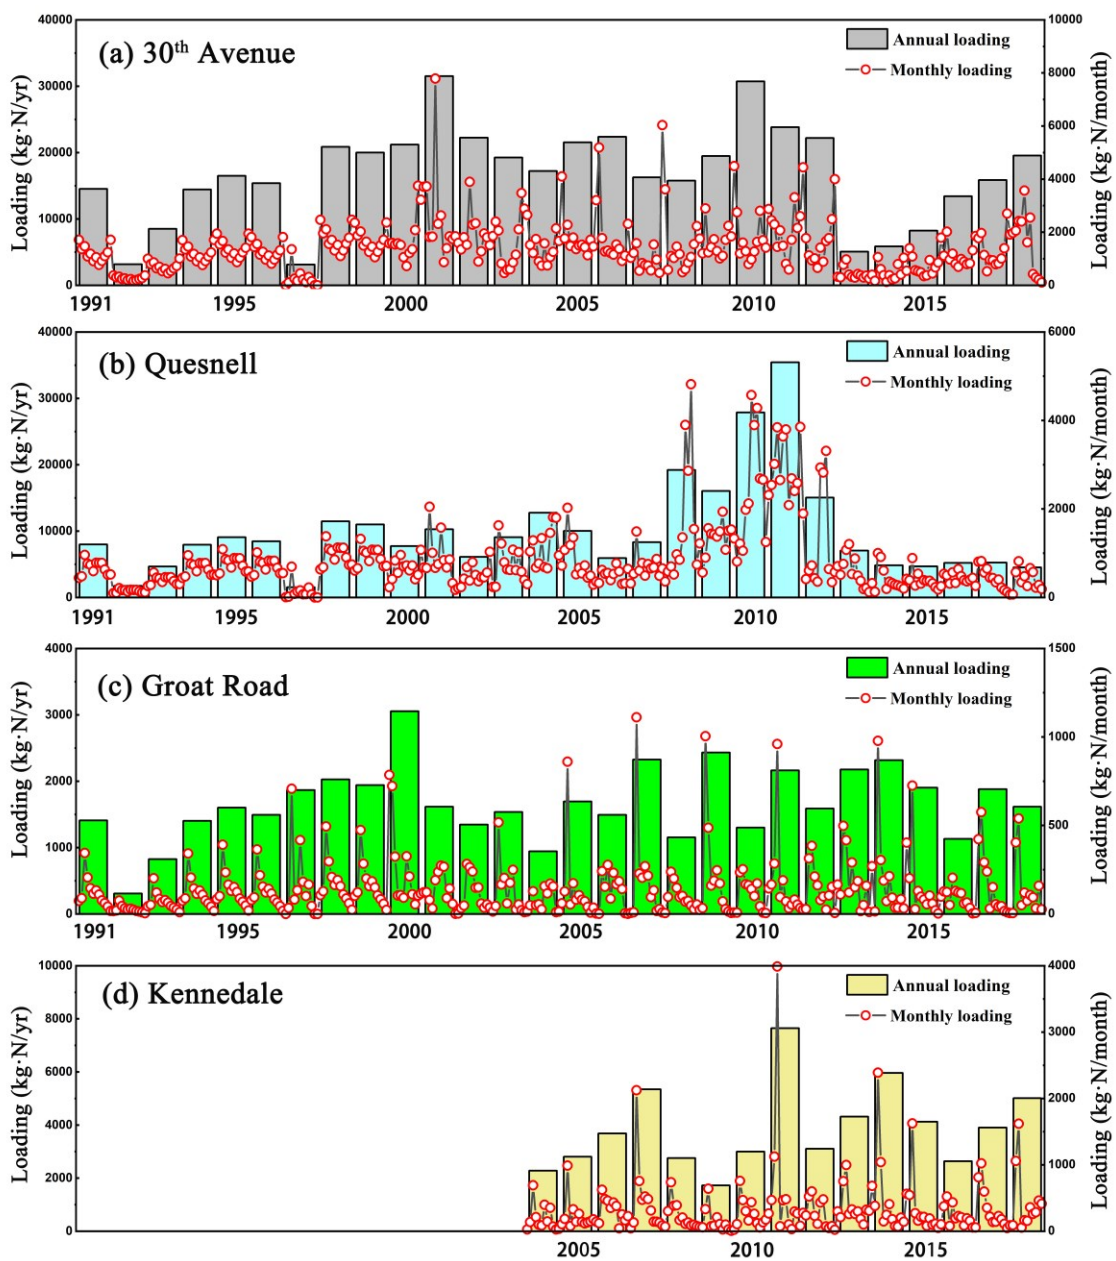 (a) 30th Avenue
Annual loading
Monthly loading
Loading (kg·N/yr)
40000
30000
20000
10000
0
10000
8000
6000
4000
2000
0
Loading (kg·N/month)
1991 1995 2000 2005 2010 2015
(b) Quesnell
Annual loading
Monthly loading
Loading (kg·N/yr)
40000
30000
20000
10000
0
6000
4000
2000
0
Loading (kg·N/month)
1991 1995 2000 2005 2010 2015
(c) Groat Road
Annual loading
Monthly loading
Loading (kg·N/yr)
4000
3000
2000
1000
0
1500
1000
500
0
Loading (kg·N/month)
1991 1995 2000 2005 2010 2015
(d) Kennedale
Annual loading
Monthly loading
Loading (kg·N/yr)
10000
8000
6000
4000
2000
0
4000
3000
2000
1000
0
Loading (kg·N/month)
2005 2010 2015